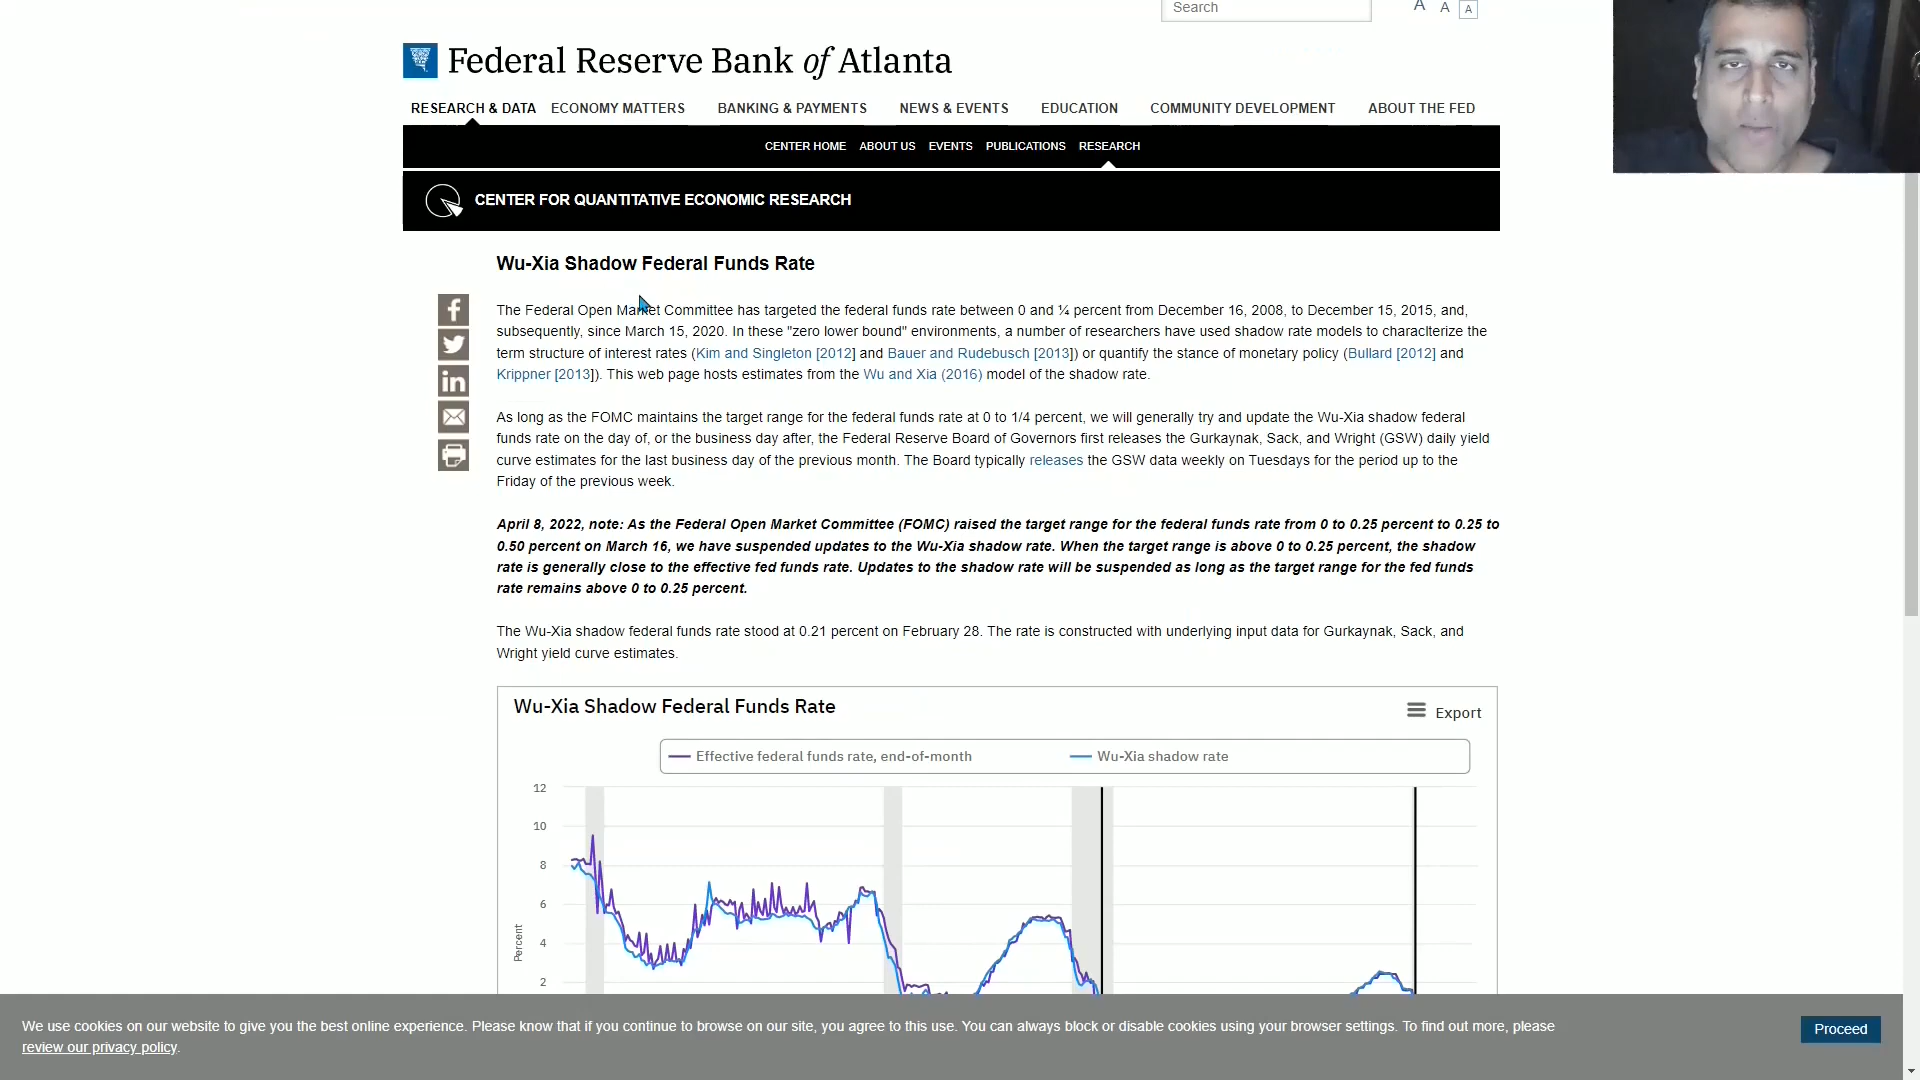 Search
A A A
Federal Reserve Bank of Atlanta
RESEARCH & DATA ECONOMY MATTERS BANKING & PAYMENTS NEWS & EVENTS EDUCATION COMMUNITY DEVELOPMENT ABOUT THE FED
CENTER HOME ABOUT US EVENTS PUBLICATIONS RESEARCH
CENTER FOR QUANTITATIVE ECONOMIC RESEARCH
Wu-Xia Shadow Federal Funds Rate
The Federal Open Market Committee has targeted the federal funds rate between 0 and ¼ percent from December 16, 2008, to December 15, 2015, and,
subsequently, since March 15, 2020. In these "zero lower bound" environments, a number of researchers have used shadow rate models to characlterize the
term structure of interest rates (Kim and Singleton [2012] and Bauer and Rudebusch [2013]) or quantify the stance of monetary policy (Bullard [2012] and
Krippner [2013]). This web page hosts estimates from the Wu and Xia (2016) model of the shadow rate.
As long as the FOMC maintains the target range for the federal funds rate at 0 to 1/4 percent, we will generally try and update the Wu-Xia shadow federal
funds rate on the day of, or the business day after, the Federal Reserve Board of Governors first releases the Gurkaynak, Sack, and Wright (GSW) daily yield
curve estimates for the last business day of the previous month. The Board typically releases the GSW data weekly on Tuesdays for the period up to the
Friday of the previous week.
April 8, 2022, note: As the Federal Open Market Committee (FOMC) raised the target range for the federal funds rate from 0 to 0.25 percent to 0.25 to
0.50 percent on March 16, we have suspended updates to the Wu-Xia shadow rate. When the target range is above 0 to 0.25 percent, the shadow
rate is generally close to the effective fed funds rate. Updates to the shadow rate will be suspended as long as the target range for the fed funds
rate remains above 0 to 0.25 percent.
The Wu-Xia shadow federal funds rate stood at 0.21 percent on February 28. The rate is constructed with underlying input data for Gurkaynak, Sack, and
Wright yield curve estimates.
Wu-Xia Shadow Federal Funds Rate
Export
Effective federal funds rate, end-of-month Wu-Xia shadow rate
12
10
8
6
4
2
Percent
We use cookies on our website to give you the best online experience. Please know that if you continue to browse on our site, you agree to this use. You can always block or disable cookies using your browser settings. To find out more, please
review our privacy policy.
Proceed